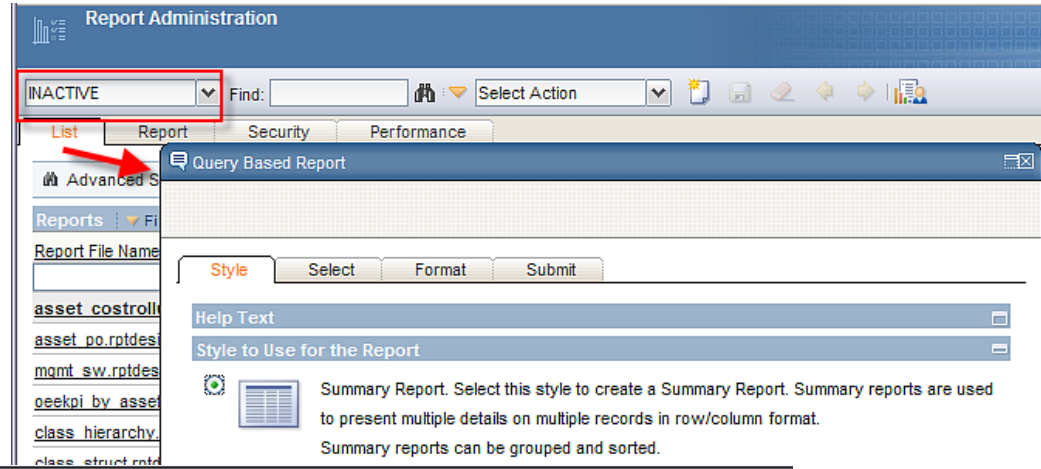 Report Administration
INACTIVE Find: Select Action
List Report Security Performance
Query Based Report
Advanced S
Reports Fi
Report File Name
Style Select Format Submit
Help Text
Style to Use for the Report
asset_costrollu
asset_po.rptdesi
mgmt_sw.rptdes
oeekpi_by_asset
class_hierarchy.
class_struct.rptd
Summary Report. Select this style to create a Summary Report. Summary reports are used
to present multiple details on multiple records in row/column format.
Summary reports can be grouped and sorted.